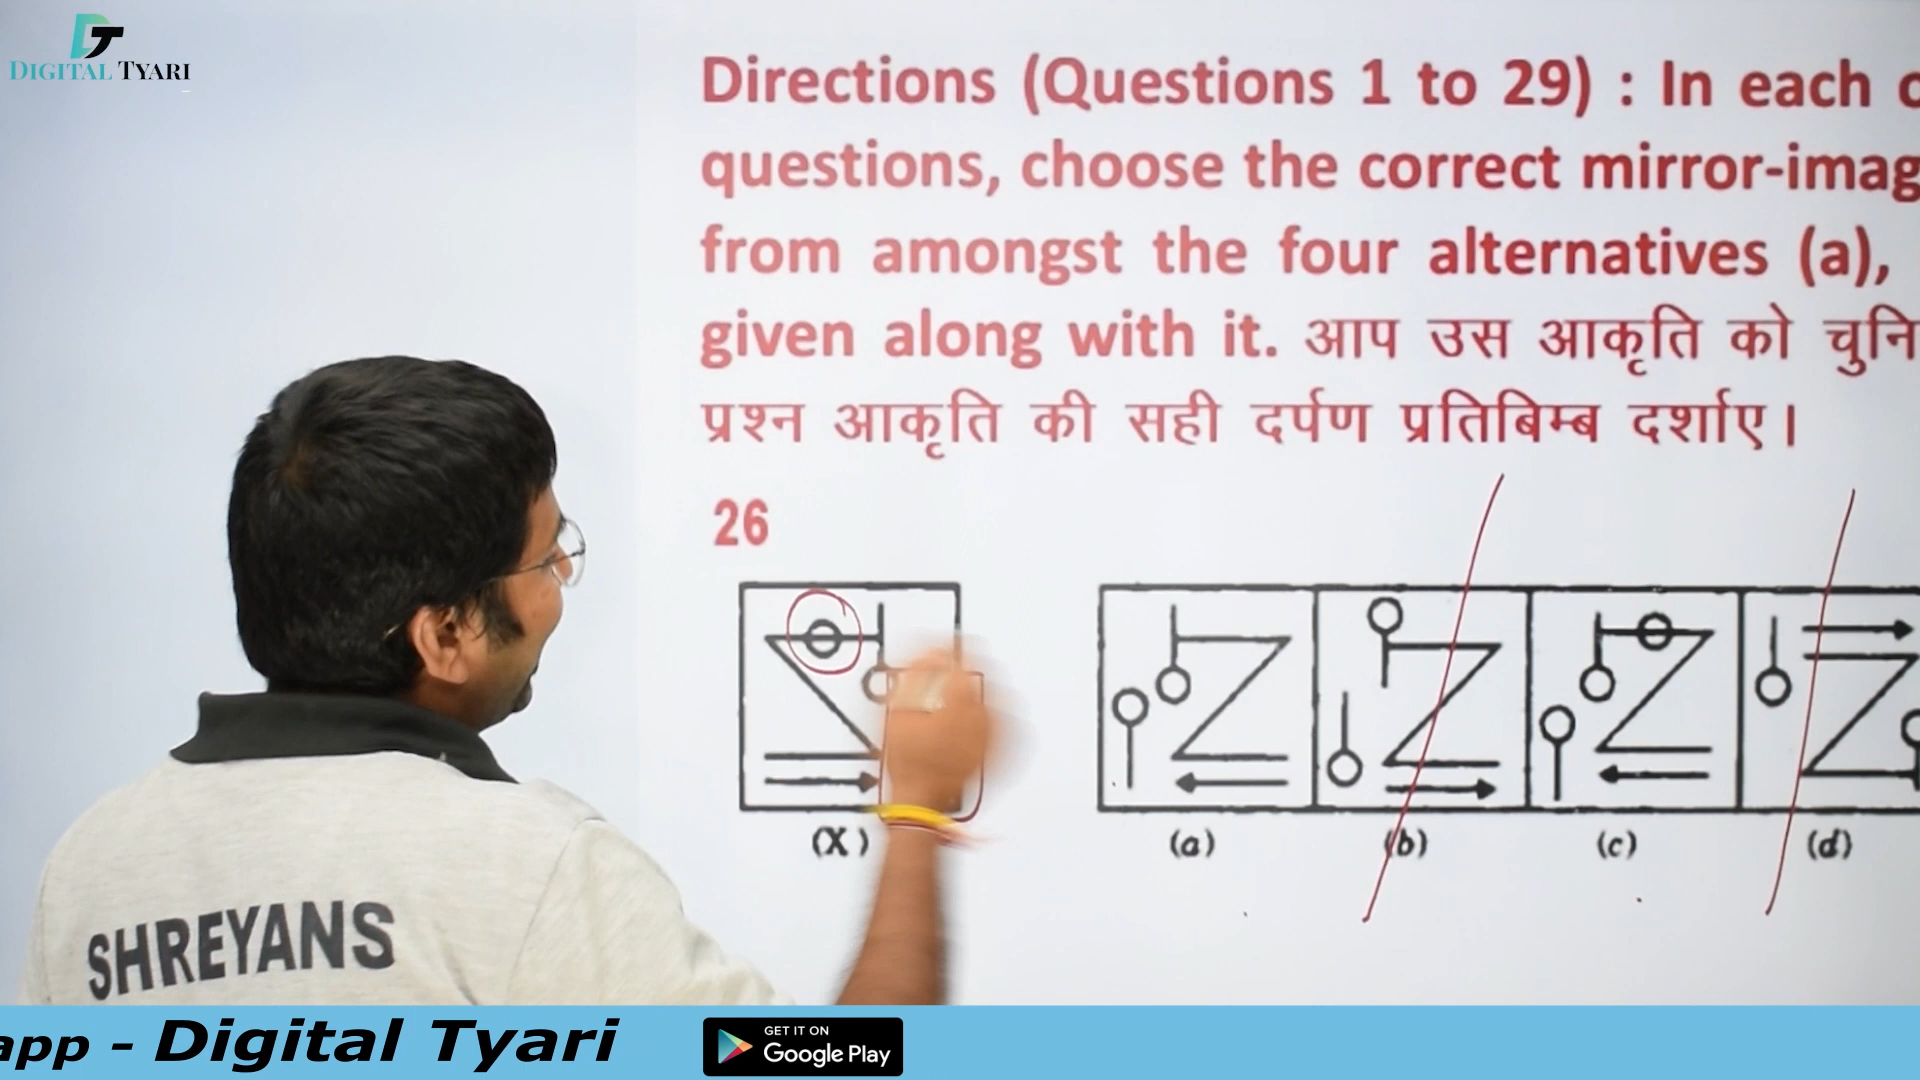 DT
DIGITAL TYARI
Directions (Questions 1 to 29) : In each
questions, choose the correct mirror-imag
from amongst the four alternatives (a),
given along with it. आप उस आकृति को चुनि
प्रश्न आकृति की सही दर्पण प्रतिबिम्ब दर्शाए।
26
(X) (a) (b) (c) (d)
SHREYANS
app - Digital Tyari
GET IT ON
Google Play